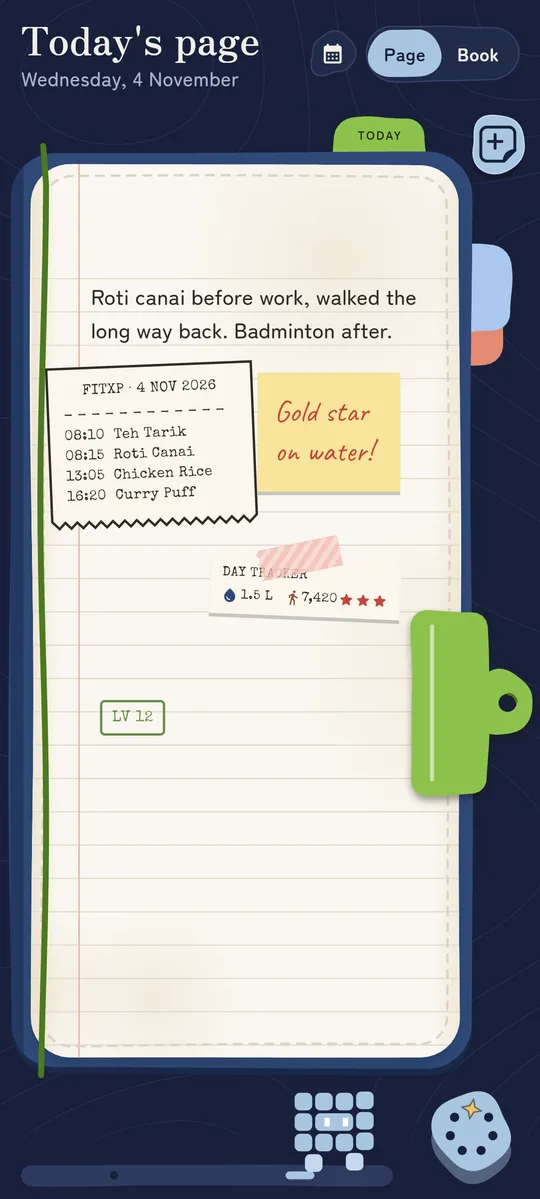 Today's page
Wednesday, 4 November
Page
Book
TODAY
Roti canai before work, walked the
long way back. Badminton after.
FITXP · 4 NOV 2026
08:10 Teh Tarik
08:15 Roti Canai
13:05 Chicken Rice
16:20 Curry Puff
Gold star
on water!
DAY TRACKER
1.5 L 7,420
LV 12